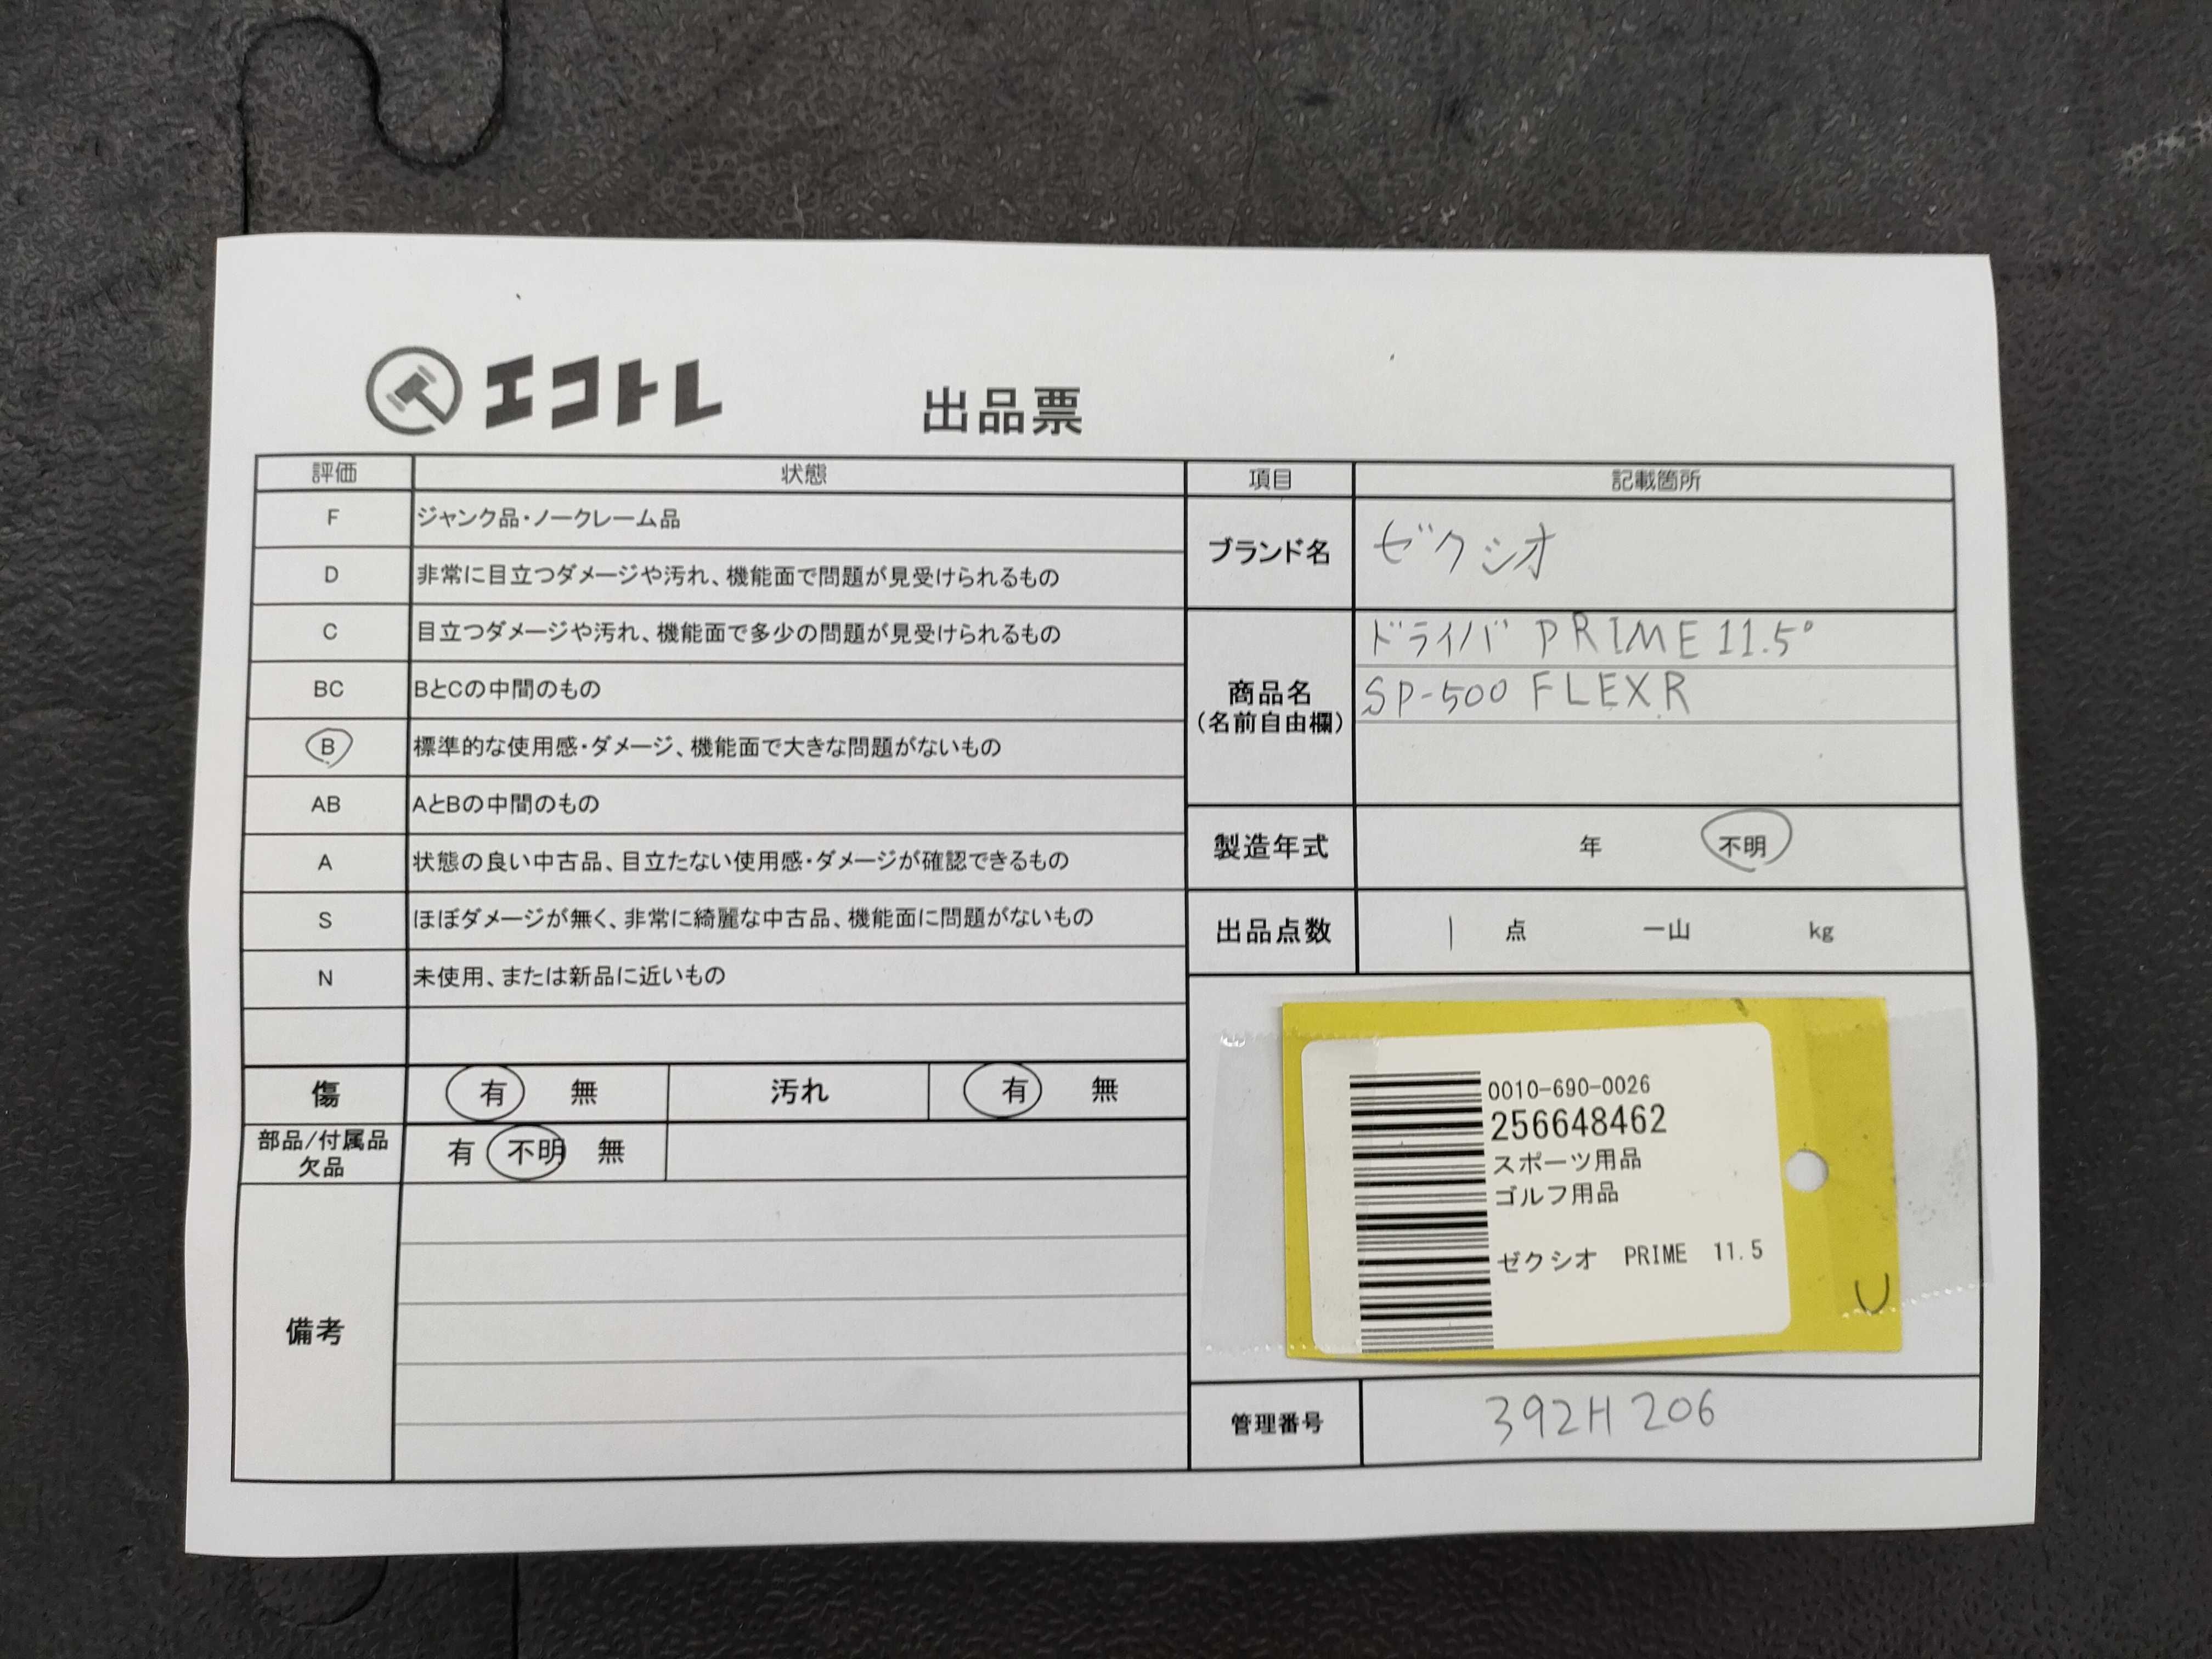 エコトレ 出品票
評価 状態
F ジャンク品・ノークレーム品
D 非常に目立つダメージや汚れ、機能面で問題が見受けられるもの
C 目立つダメージや汚れ、機能面で多少の問題が見受けられるもの
BC BとCの中間のもの
B 標準的な使用感・ダメージ、機能面で大きな問題がないもの
AB AとBの中間のもの
A 状態の良い中古品、目立たない使用感・ダメージが確認できるもの
S ほぼダメージが無く、非常に綺麗な中古品、機能面に問題がないもの
N 未使用、または新品に近いもの
傷 有 無 汚れ 有 無
部品/付属品
欠品 有 不明 無
備考
項目 記載箇所
ブランド名 ゼクシオ
商品名
(名前自由欄)
ドライバ PRIME 11.5°
SP-500 FLEX R
製造年式 年 不明
出品点数 1 点 一山 kg
0010-690-0026
256648462
スポーツ用品
ゴルフ用品
ゼクシオ PRIME 11.5
U
管理番号 392H206